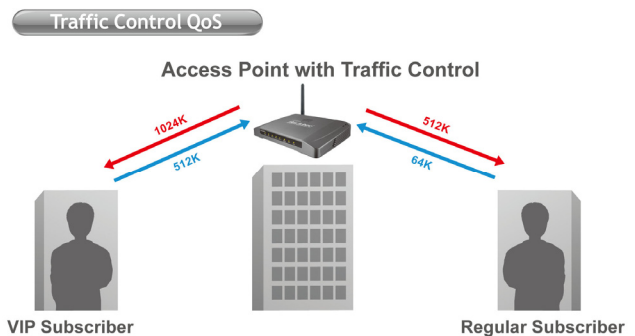 Traffic Control QoS
Access Point with Traffic Control
1024K
512K
512K
64K
VIP Subscriber
Regular Subscriber